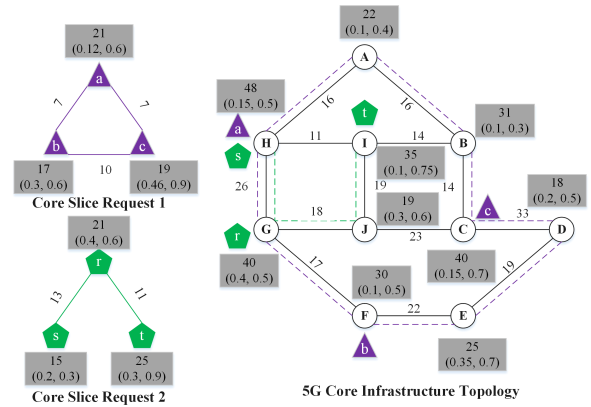 21
(0.12, 0.6)
a
7
7
b
10
c
17
(0.3, 0.6)
19
(0.46, 0.9)
Core Slice Request 1
21
(0.4, 0.6)
r
13
11
s
t
15
(0.2, 0.3)
25
(0.3, 0.9)
Core Slice Request 2
22
(0.1, 0.4)
A
48
(0.15, 0.5)
16
16
a
t
31
(0.1, 0.3)
H
11
I
14
B
s
35
(0.1, 0.75)
26
19
14
c
18
(0.2, 0.5)
r
18
19
(0.3, 0.6)
33
G
J
C
D
23
40
(0.4, 0.5)
40
(0.15, 0.7)
17
30
(0.1, 0.5)
19
F
22
E
b
25
(0.35, 0.7)
5G Core Infrastructure Topology